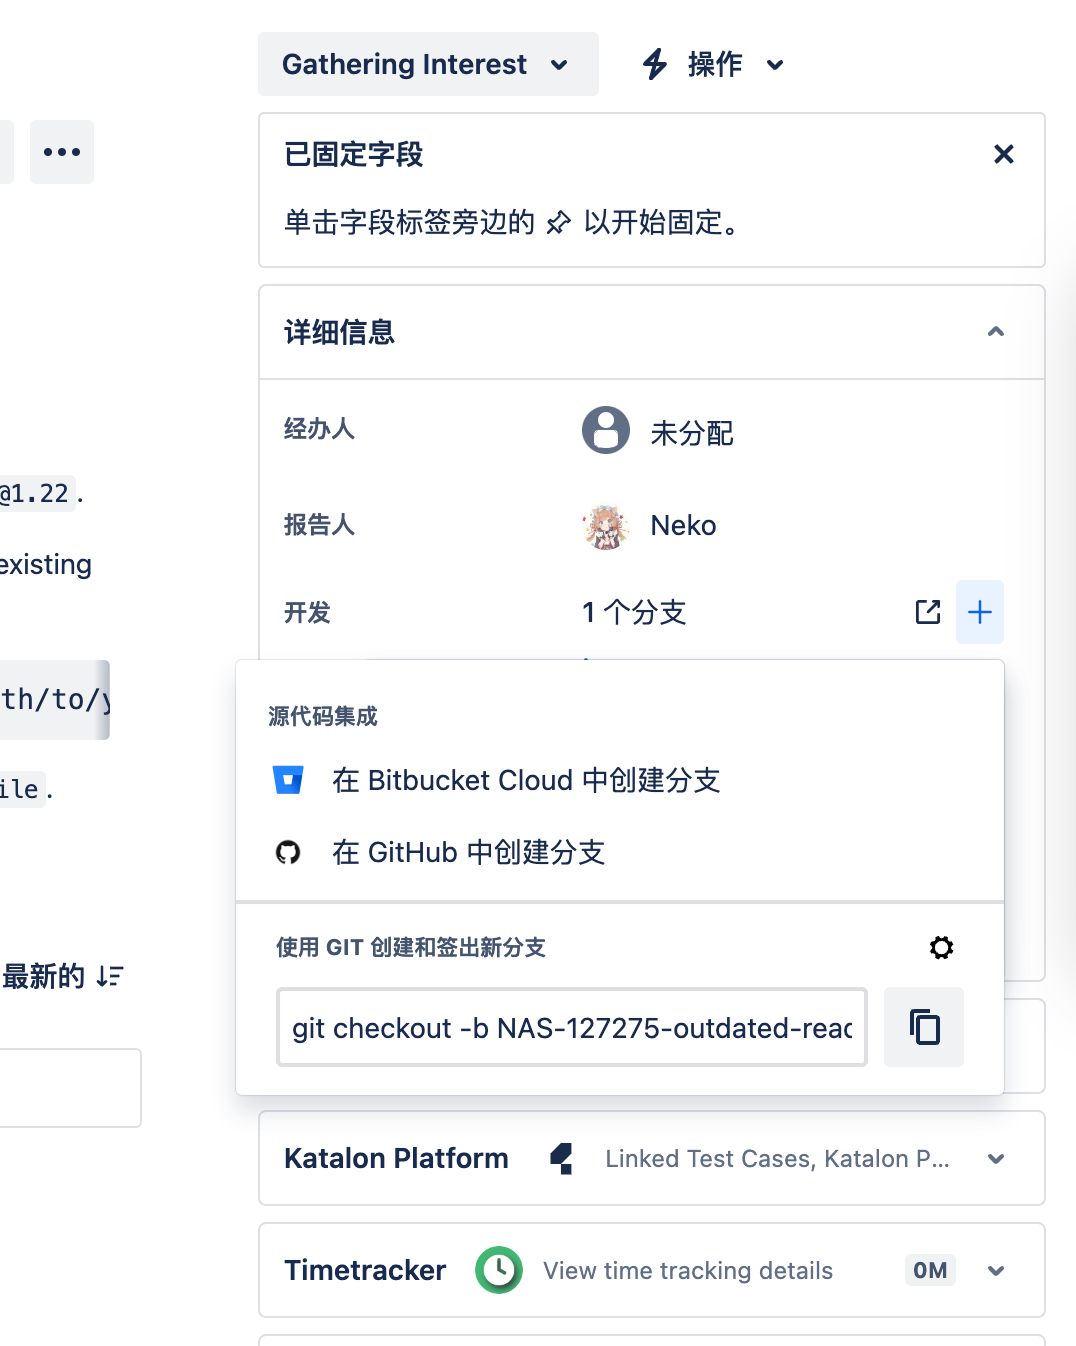 Gathering Interest
操作
已固定字段
单击字段标签旁边的 以开始固定。
详细信息
经办人
未分配
@1.22.
报告人
Neko
existing
开发
1 个分支
th/to/y
源代码集成
在 Bitbucket Cloud 中创建分支
ile.
在 GitHub 中创建分支
使用 GIT 创建和签出新分支
最新的
git checkout -b NAS-127275-outdated-read
Katalon Platform
Linked Test Cases, Katalon P...
Timetracker
View time tracking details
0M